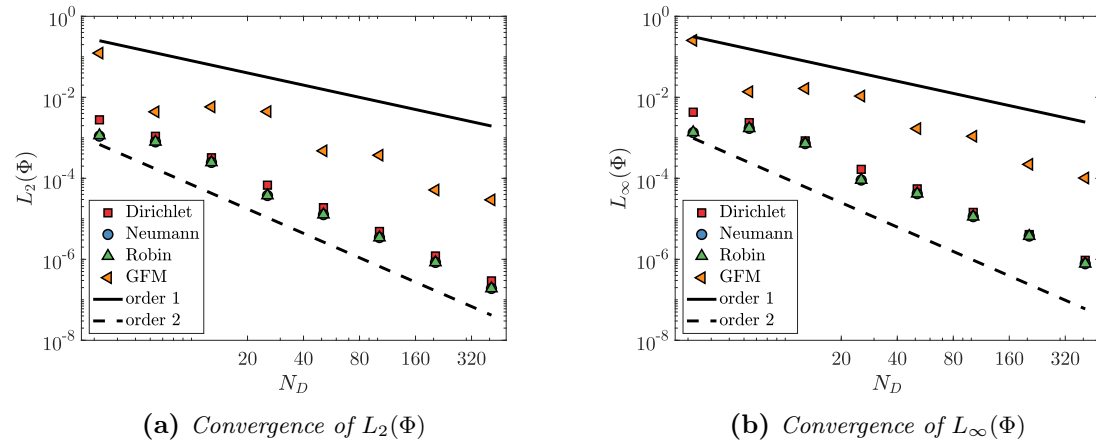 10^0
10^-2
10^-4
10^-6
10^-8
L_2(Φ)
Dirichlet
Neumann
Robin
GFM
order 1
order 2
20 40 80 160 320
N_D
(a) Convergence of L_2(Φ)
10^0
10^-2
10^-4
10^-6
10^-8
L_∞(Φ)
Dirichlet
Neumann
Robin
GFM
order 1
order 2
20 40 80 160 320
N_D
(b) Convergence of L_∞(Φ)